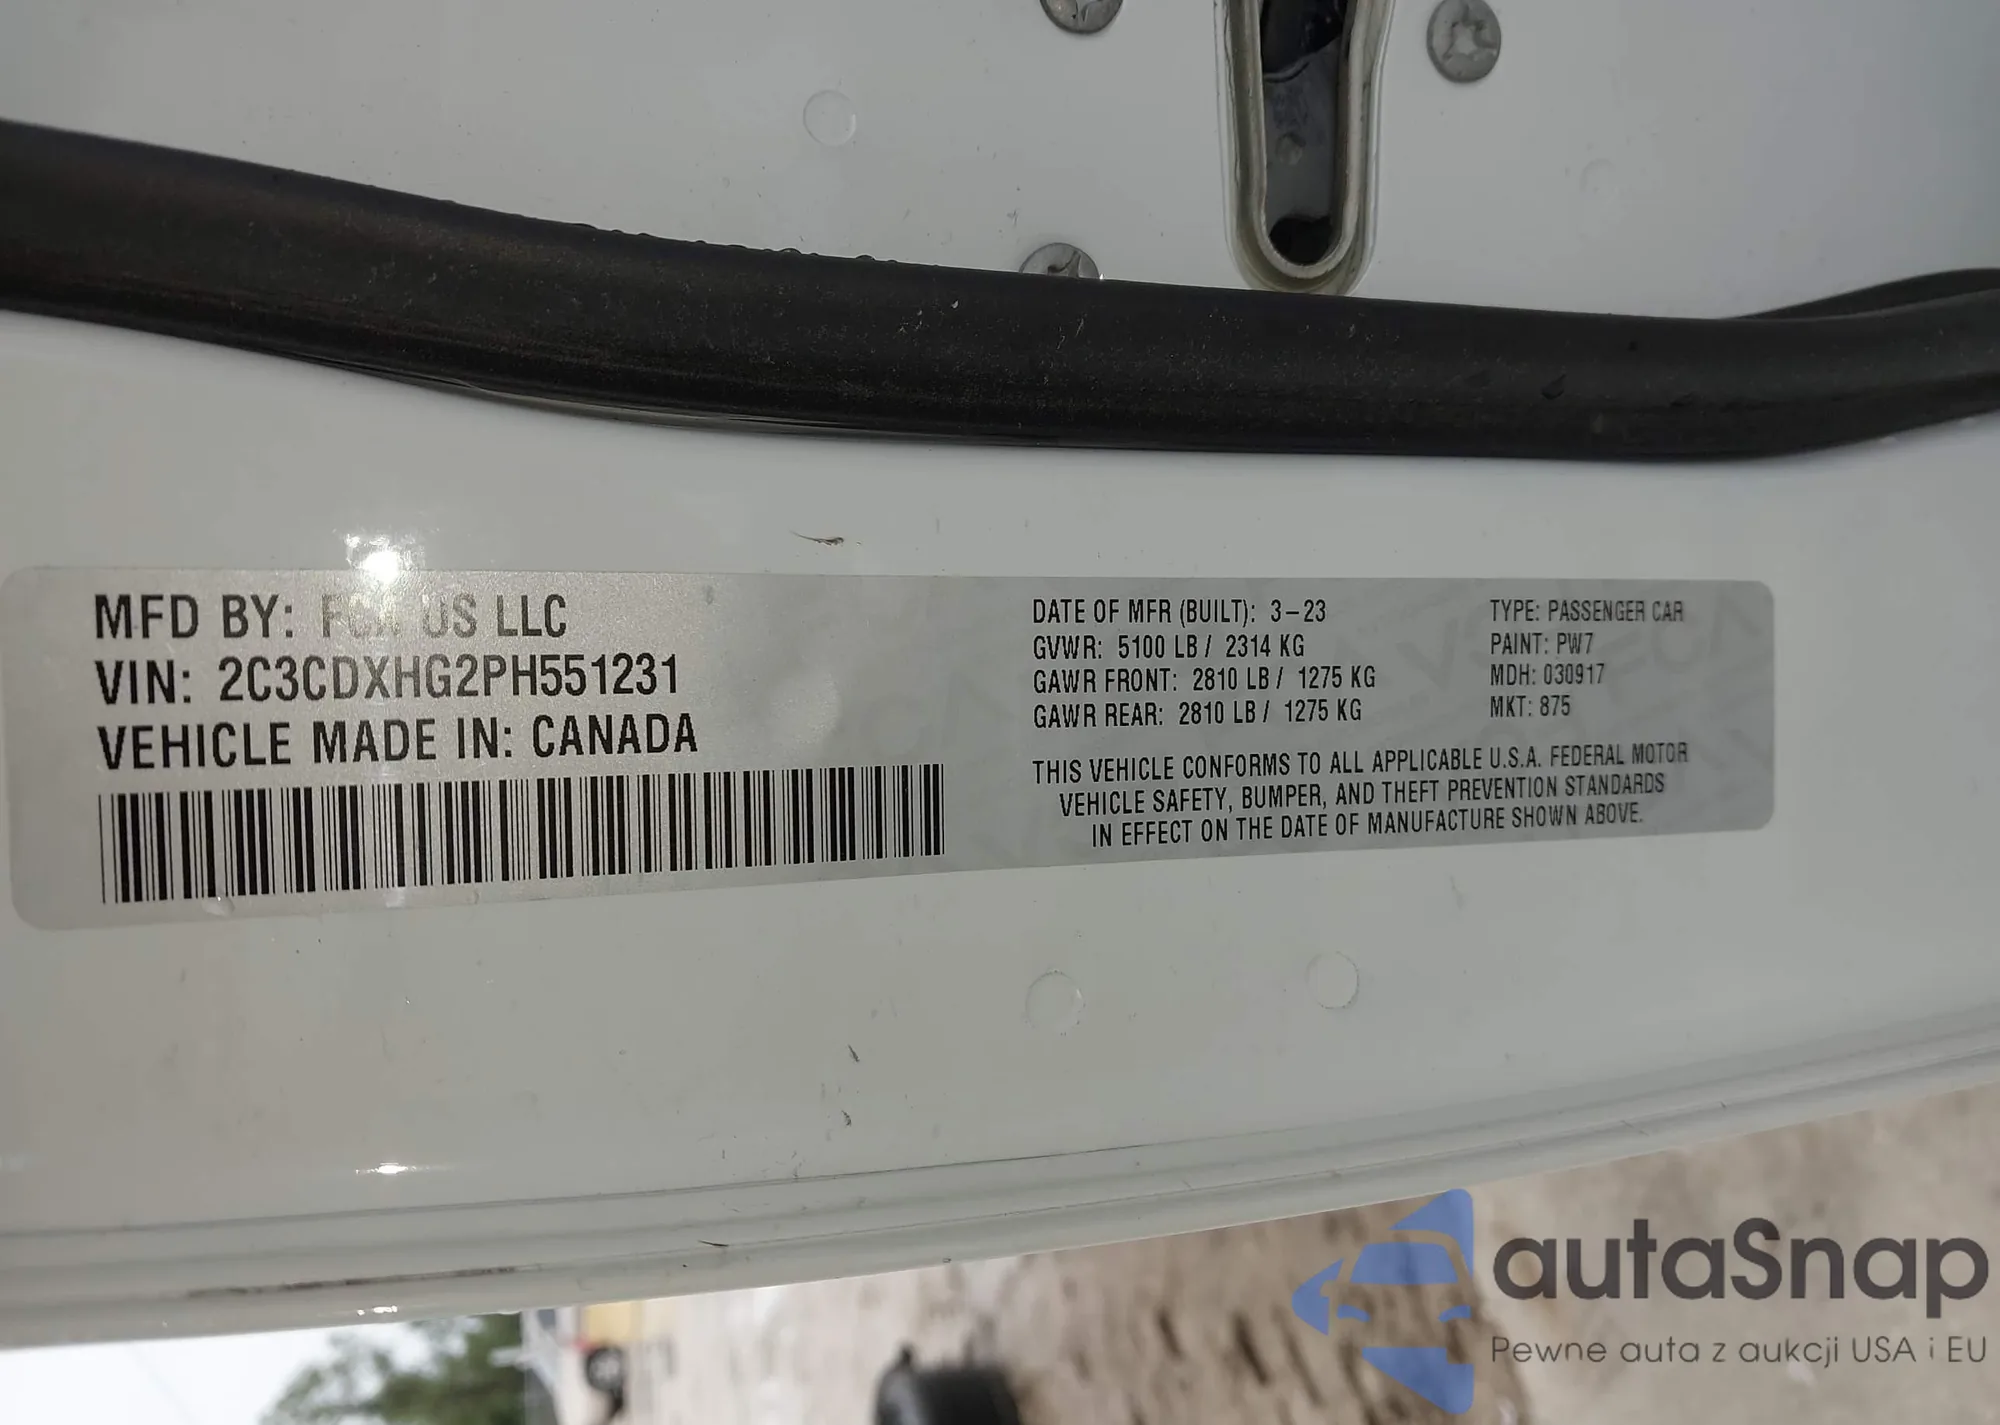 MFD BY: FCA US LLC
VIN: 2C3CDXHG2PH551231
VEHICLE MADE IN: CANADA
DATE OF MFR (BUILT): 3-23
GVWR: 5100 LB / 2314 KG
GAWR FRONT: 2810 LB / 1275 KG
GAWR REAR: 2810 LB / 1275 KG
TYPE: PASSENGER CAR
PAINT: PW7
MDH: 030917
MKT: 875
THIS VEHICLE CONFORMS TO ALL APPLICABLE U.S.A. FEDERAL MOTOR
VEHICLE SAFETY, BUMPER, AND THEFT PREVENTION STANDARDS
IN EFFECT ON THE DATE OF MANUFACTURE SHOWN ABOVE.
autaSnap
Pewne auta z aukcji USA i EU